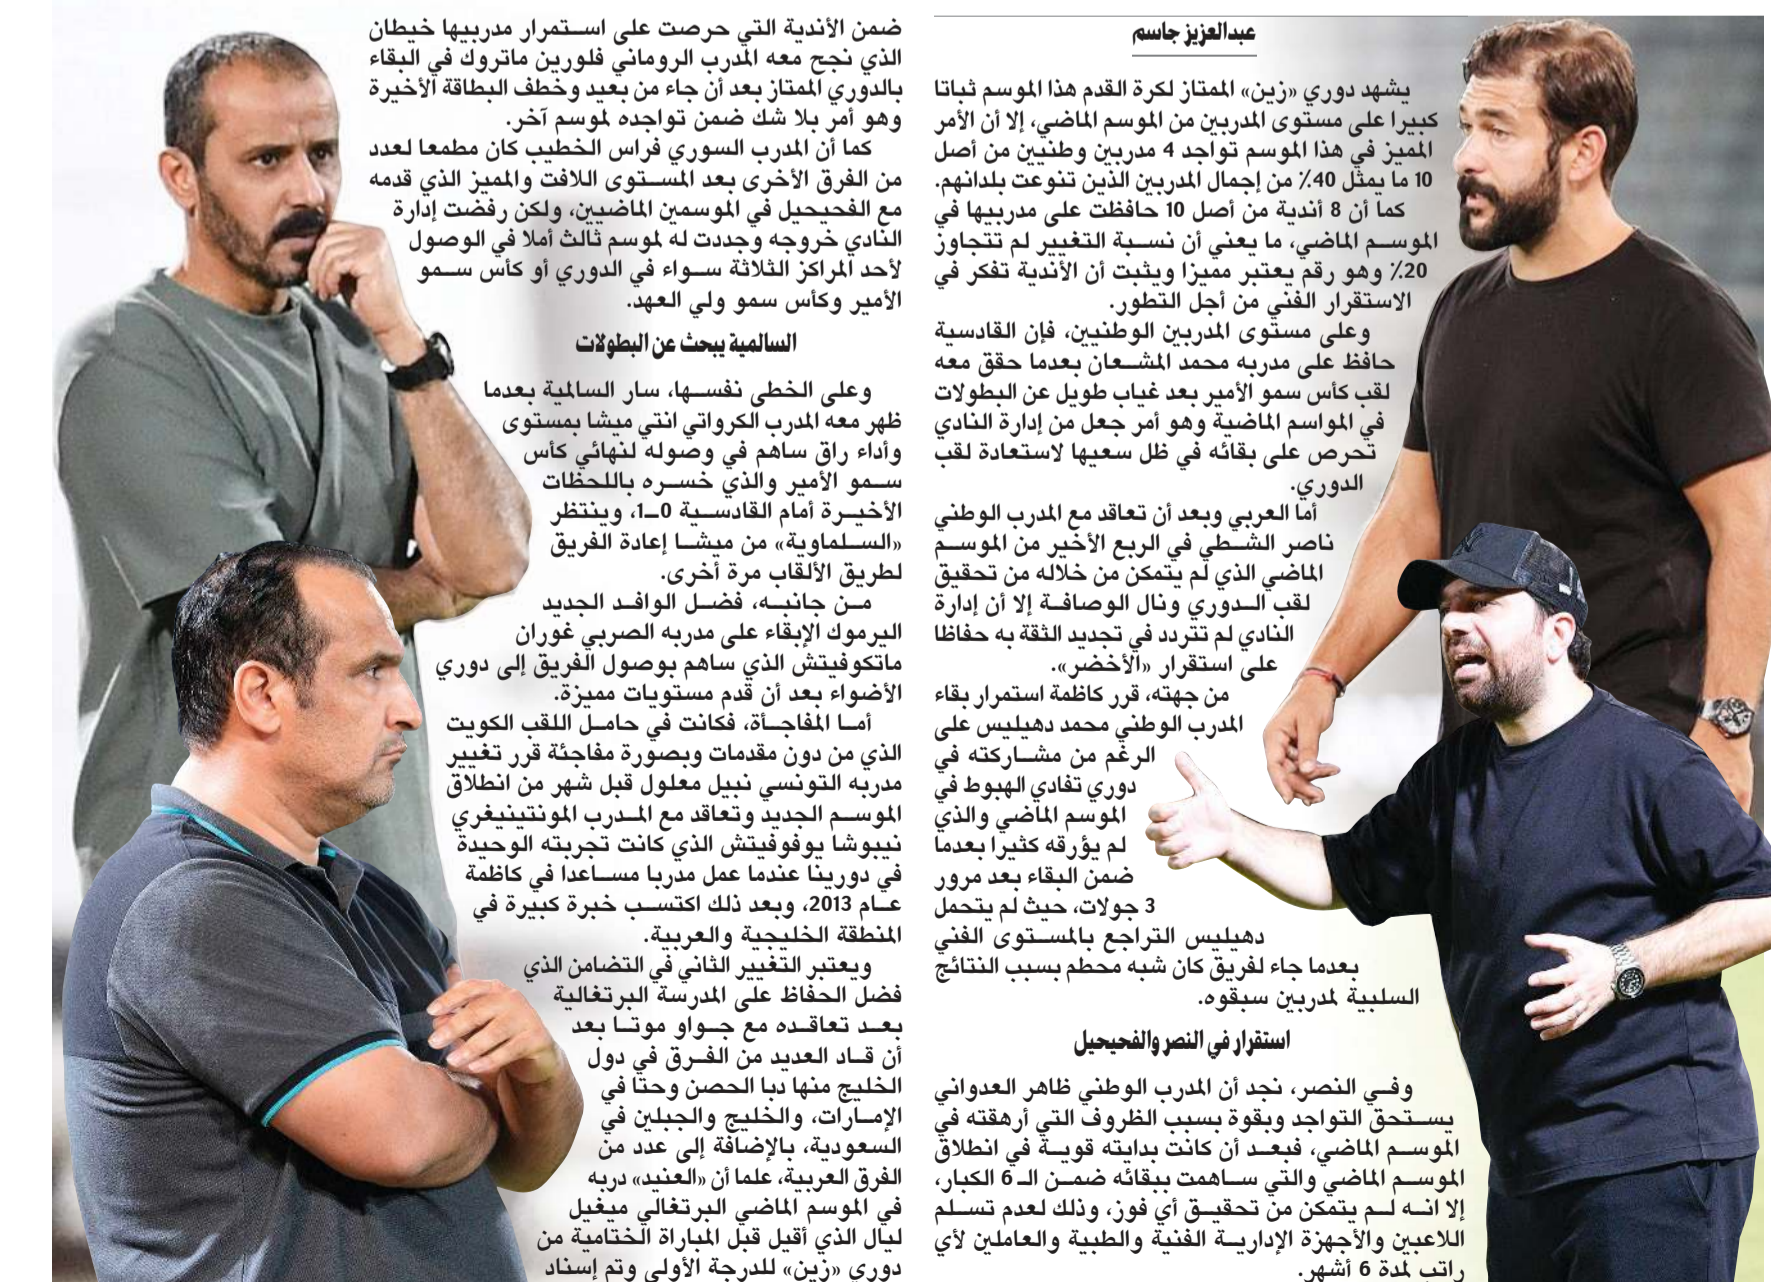 عبدالعزيز جاسم
يشهد دوري «زين» الممتاز لكرة القدم هذا الموسم ثباتا
كبيرا على مستوى المدربين من الموسم الماضي، إلا أن الأمر
المميز في هذا الموسم تواجد 4 مدربين وطنيين من أصل
10 ما يمثل 40٪ من إجمالي المدربين الذين تنوعت بلدانهم.
كما أن 8 أندية من أصل 10 حافظت على مدربيها في
الموسم الماضي، ما يعني أن نسبة التغيير لم تتجاوز
20٪ وهو رقم يعتبر مميزا ويثبت أن الأندية تفكر في
الاستقرار الفني من أجل التطور.
وعلى مستوى المدربين الوطنيين، فإن القادسية
حافظ على مدربه محمد المشعان بعدما حقق معه
لقب كأس سمو الأمير بعد غياب طويل عن البطولات
في المواسم الماضية وهو أمر جعل من إدارة النادي
تحرص على بقائه في ظل سعيها لاستعادة لقب
الدوري.
أما العربي وبعد أن تعاقد مع المدرب الوطني
ناصر الشطي في الربع الأخير من الموسم
الماضي الذي لم يتمكن من خلاله من تحقيق
لقب الدوري ونال الوصافة إلا أن إدارة
النادي لم تتردد في تجديد الثقة به حفاظا
على استقرار «الأخضر».
من جهته، قرر كاظمة استمرار بقاء
المدرب الوطني محمد دهيليس على
الرغم من مشاركته في
دوري تفادي الهبوط في
الموسم الماضي والذي
لم يؤرقه كثيرا بعدما
ضمن البقاء بعد مرور
3 جولات، حيث لم يتحمل
دهيليس التراجع بالمستوى الفني
بعدما جاء لفريق كان شبه محطم بسبب النتائج
السلبية لمدربين سبقوه.
استقرار في النصر والفحيحيل
وفي النصر، نجد أن المدرب الوطني ظاهر العدواني
يستحق التواجد وبقوة بسبب الظروف التي أرهقته في
الموسم الماضي، فبعد أن كانت بدايته قوية في انطلاق
الموسم الماضي والتي ساهمت ببقائه ضمن الـ 6 الكبار،
إلا انه لم يتمكن من تحقيق أي فوز، وذلك لعدم تسلم
اللاعبين والأجهزة الإدارية الفنية والطبية والعاملين لأي
راتب لمدة 6 أشهر.
ضمن الأندية التي حرصت على استمرار مدربيها خيطان
الذي نجح معه المدرب الروماني فلورين ماتروك في البقاء
بالدوري الممتاز بعد أن جاء من بعيد وخطف البطاقة الأخيرة
وهو أمر بلا شك ضمن تواجده لموسم آخر.
كما أن المدرب السوري فراس الخطيب كان مطمعا لعدد
من الفرق الأخرى بعد المستوى اللافت والمميز الذي قدمه
مع الفحيحيل في الموسمين الماضيين، ولكن رفضت إدارة
النادي خروجه وجددت له لموسم ثالث أملا في الوصول
لأحد المراكز الثلاثة سواء في الدوري أو كأس سمو
الأمير وكأس سمو ولي العهد.
السالمية يبحث عن البطولات
وعلى الخطى نفسها، سار السالمية بعدما
ظهر معه المدرب الكرواتي انتي ميشا بمستوى
وأداء راق ساهم في وصوله لنهائي كأس
سمو الأمير والذي خسره باللحظات
الأخيرة أمام القادسية 0-1، وينتظر
«السلماوية» من ميشا إعادة الفريق
لطريق الألقاب مرة أخرى.
من جانبه، فضل الوافد الجديد
اليرموك الإبقاء على مدربه الصربي غوران
ماتكوفيتش الذي ساهم بوصول الفريق إلى دوري
الأضواء بعد أن قدم مستويات مميزة.
أما المفاجأة، فكانت في حامل اللقب الكويت
الذي من دون مقدمات وبصورة مفاجئة قرر تغيير
مدربه التونسي نبيل معلول قبل شهر من انطلاق
الموسم الجديد وتعاقد مع المدرب المونتينيغري
نيبوشا يوفوفيتش الذي كانت تجربته الوحيدة
في دورينا عندما عمل مدربا مساعدا في كاظمة
عام 2013، وبعد ذلك اكتسب خبرة كبيرة في
المنطقة الخليجية والعربية.
ويعتبر التغيير الثاني في التضامن الذي
فضل الحفاظ على المدرسة البرتغالية
بعد تعاقده مع جواو موتا بعد
أن قاد العديد من الفرق في دول
الخليج منها دبا الحصن وحتا في
الإمارات، والخليج والجبلين في
السعودية، بالإضافة إلى عدد من
الفرق العربية، علما أن «العنيد» دربه
في الموسم الماضي البرتغالي ميغيل
ليال الذي أقيل قبل المباراة الختامية من
دوري «زين» للدرجة الأولى وتم إسناد